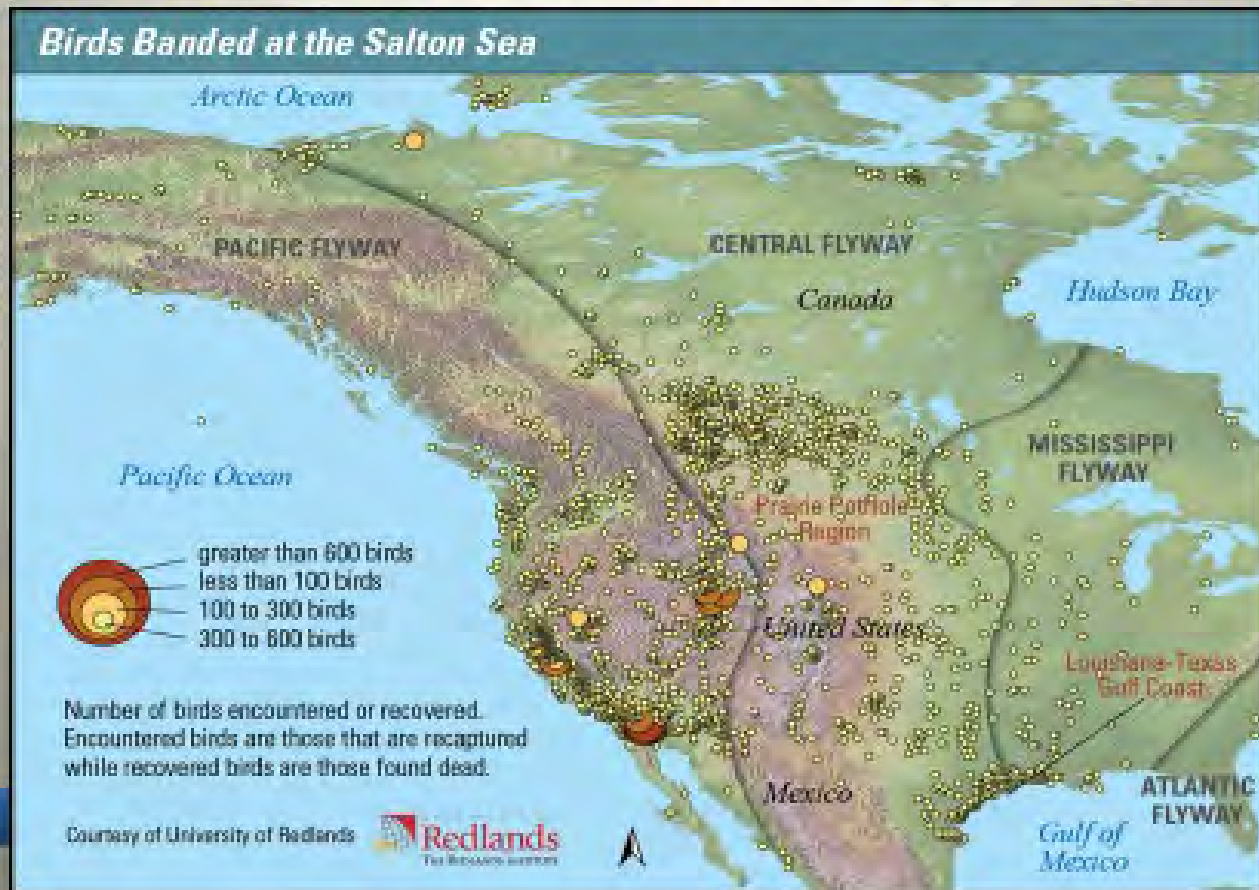 Birds Banded at the Salton Sea
Arctic Ocean
PACIFIC FLYWAY
CENTRAL FLYWAY
Canada
Hudson Bay
MISSISSIPPI
FLYWAY
Pacific Ocean
Prairie Pothole
Region
greater than 600 birds
less than 100 birds
100 to 300 birds
300 to 600 birds
United States
Louisiana-Texas
Gulf Coast
Number of birds encountered or recovered.
Encountered birds are those that are recaptured
while recovered birds are those found dead.
Mexico
ATLANTIC
FLYWAY
Gulf of
Mexico
Courtesy of University of Redlands
Redlands
THE REDLANDS INSTITUTE